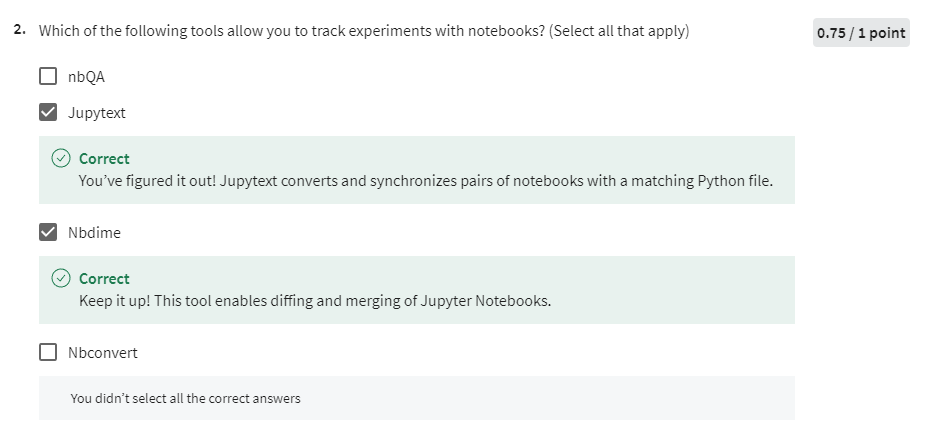 2. Which of the following tools allow you to track experiments with notebooks? (Select all that apply)
0.75 / 1 point
nbQA
Jupytext
Correct
You’ve figured it out! Jupytext converts and synchronizes pairs of notebooks with a matching Python file.
Nbdime
Correct
Keep it up! This tool enables diffing and merging of Jupyter Notebooks.
Nbconvert
You didn’t select all the correct answers